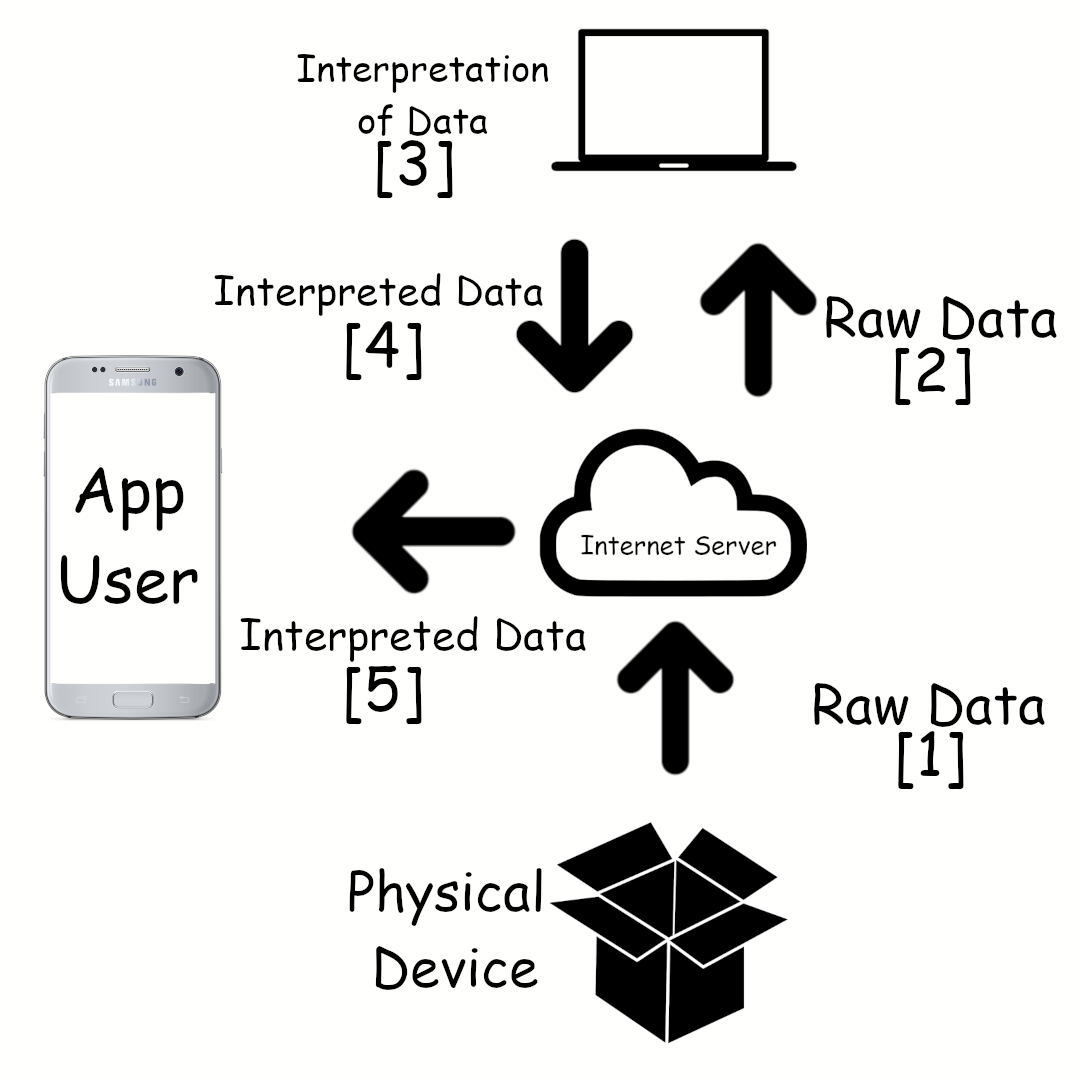 Interpretation
of Data
[3]
Interpreted Data
[4]
Raw Data
[2]
SAMSUNG
App
User
Internet Server
Interpreted Data
[5]
Raw Data
[1]
Physical
Device